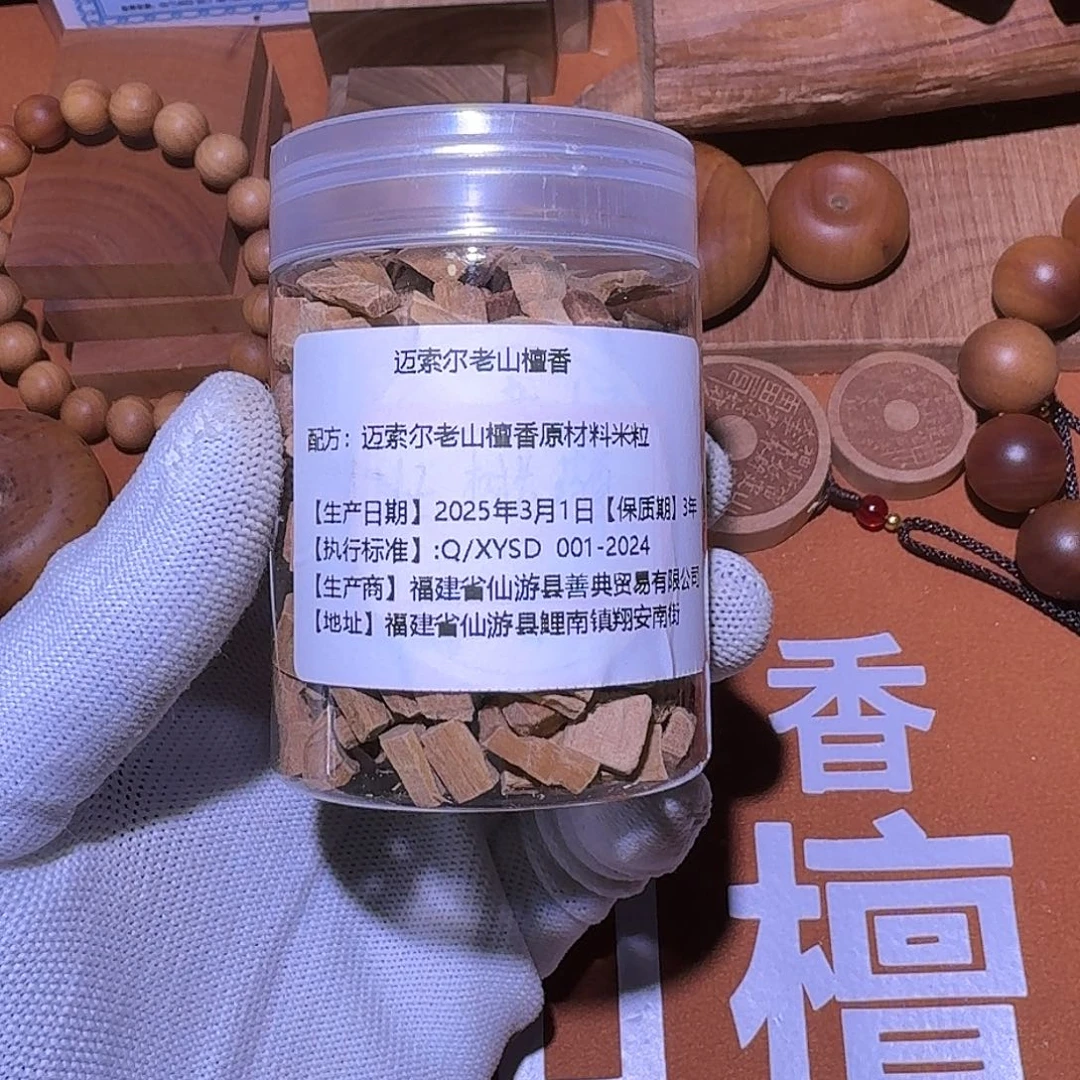 迈索尔老山檀香
配方：迈索尔老山檀香原材料米粒
【生产日期】2025年3月1日【保质期】3年
【执行标准】:Q/XYSD 001-2024
【生产商】福建省仙游县善典贸易有限公司
【地址】福建省仙游县鲤南镇翔安南街
香
檀